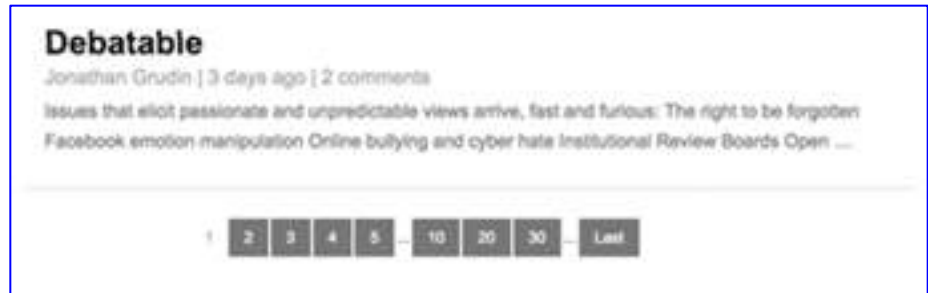 Debatable
Jonathan Grudin | 3 days ago | 2 comments
Issues that elicit passionate and unpredictable views arrive, fast and furious: The right to be forgotten
Facebook emotion manipulation Online bullying and cyber hate Institutional Review Boards Open ...
1 2 3 4 5 ... 10 20 30 ... Last